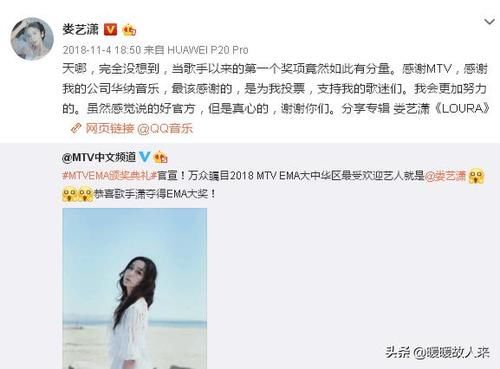 娄艺潇
2018-11-4 18:50 来自 HUAWEI P20 Pro
天哪，完全没想到，当歌手以来的第一个奖项竟然如此有分量。感谢MTV，感谢
我的公司华纳音乐，最该感谢的，是为我投票，支持我的歌迷们。我会更加努力
的。虽然感觉说的好官方，但是真心的，谢谢你们。分享专辑 娄艺潇《LOURA》
网页链接 @QQ音乐
@MTV中文频道
#MTVEMA颁奖典礼#官宣！万众瞩目2018 MTV EMA大中华区最受欢迎艺人就是@娄艺潇
恭喜歌手潇夺得EMA大奖！
头条@暖暖故人来